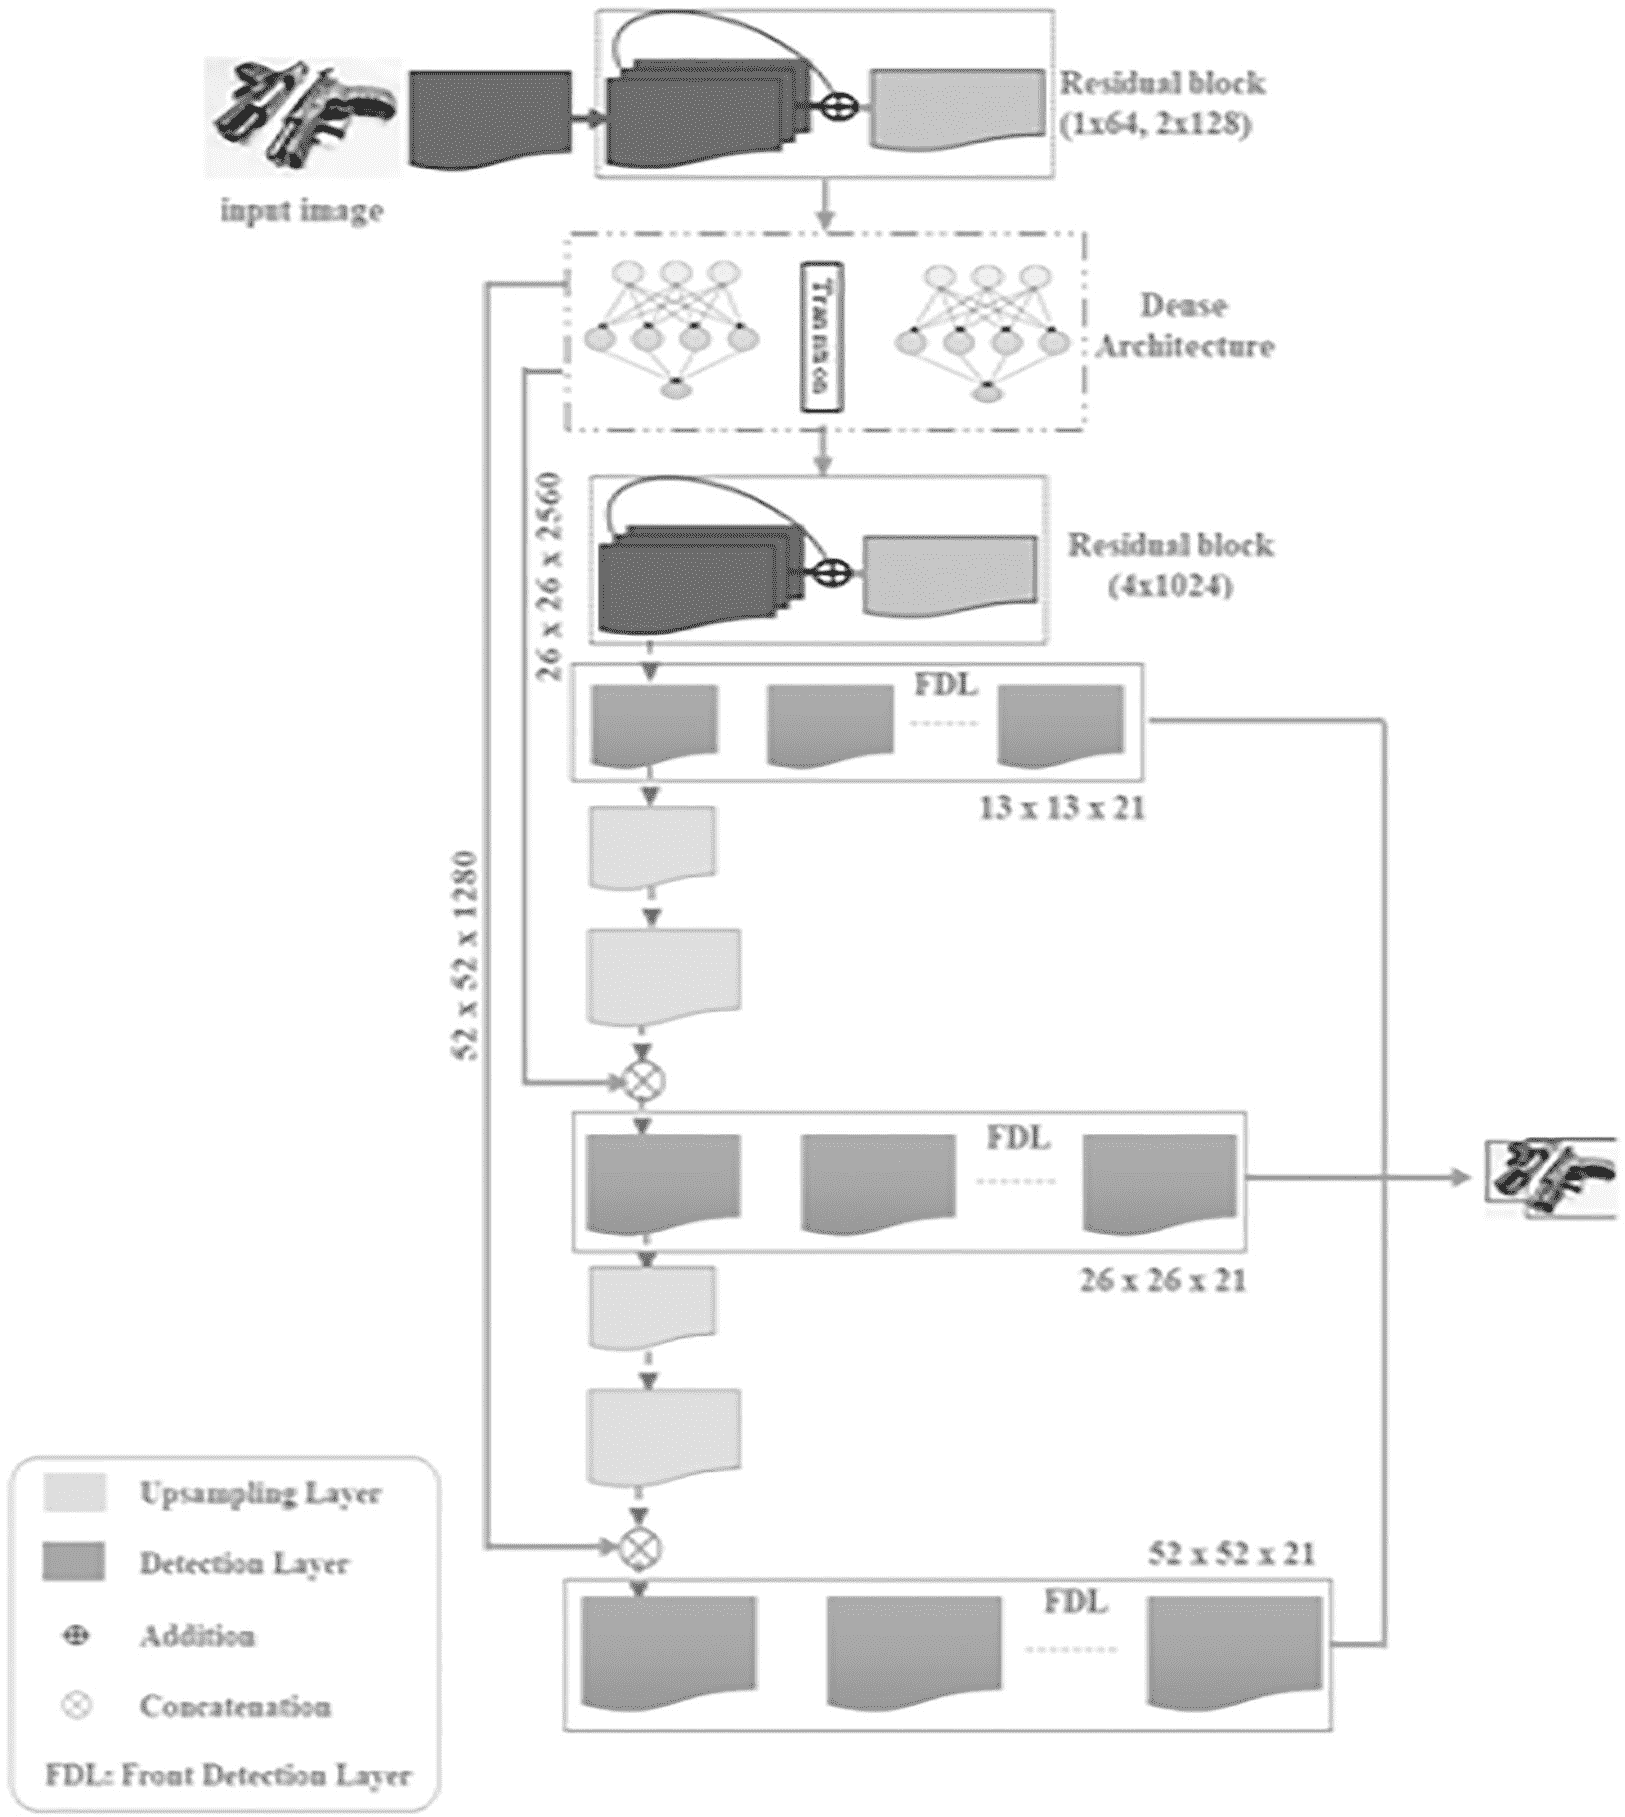 Residual block
(1x64, 2x128)
input image
Dense
Architecture
26 x 26 x 2560
Residual block
(4x1024)
FDL
13 x 13 x 21
52 x 52 x 1280
FDL
26 x 26 x 21
52 x 52 x 21
FDL
Upsampling Layer
Detection Layer
Addition
Concatenation
FDL: Front Detection Layer